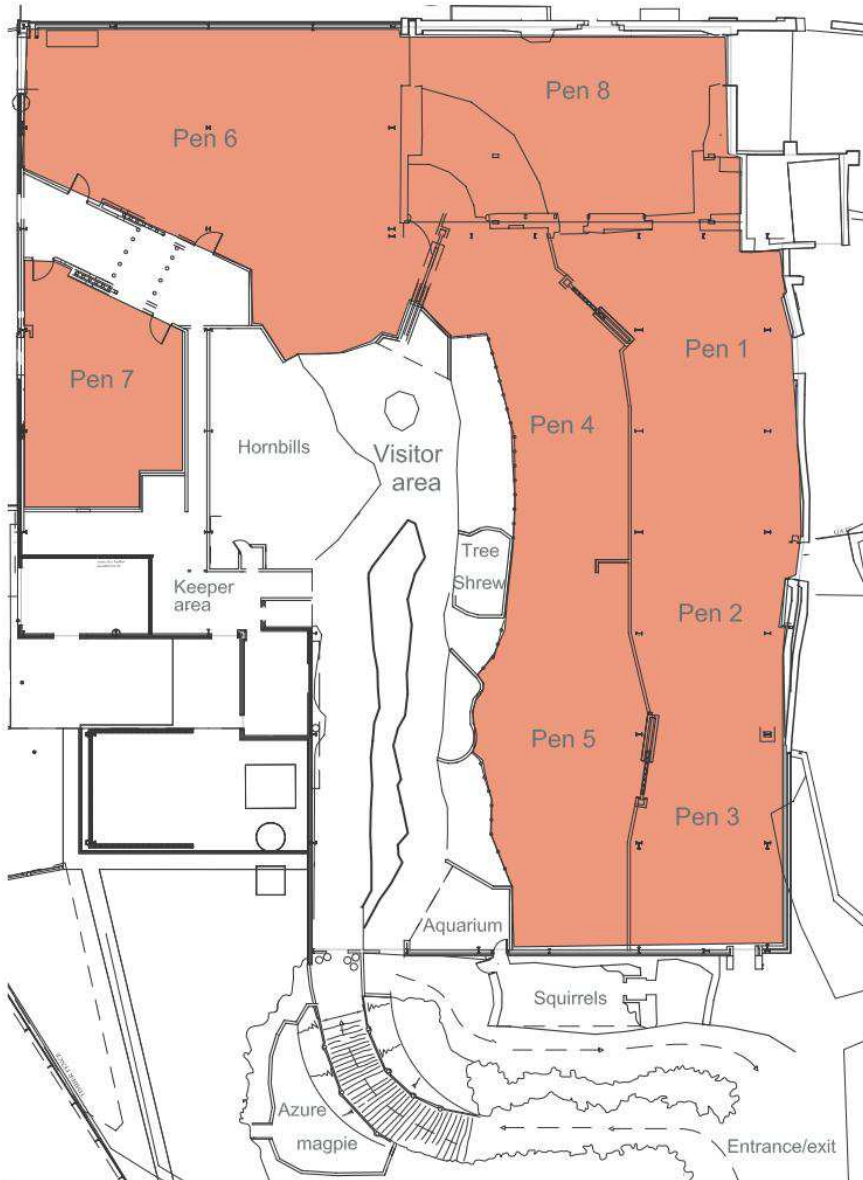 Pen 8
Pen 6
Pen 1
Pen 7
Pen 4
Hornbills
Visitor
area
Tree
Shrew
Keeper
area
Pen 2
Pen 5
Pen 3
Aquarium
Squirrels
Azure
magpie
Entrance/exit